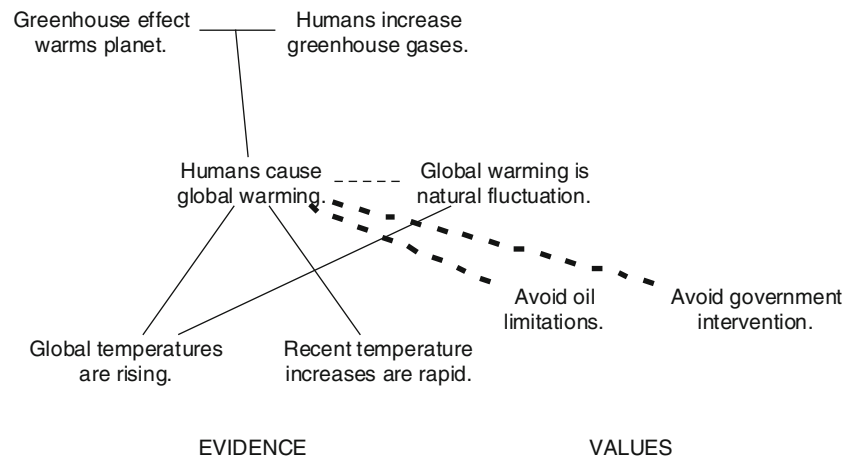 Greenhouse effect
warms planet.
Humans increase
greenhouse gases.
Humans cause
global warming.
Global warming is
natural fluctuation.
Avoid oil
limitations.
Avoid government
intervention.
Global temperatures
are rising.
Recent temperature
increases are rapid.
EVIDENCE
VALUES